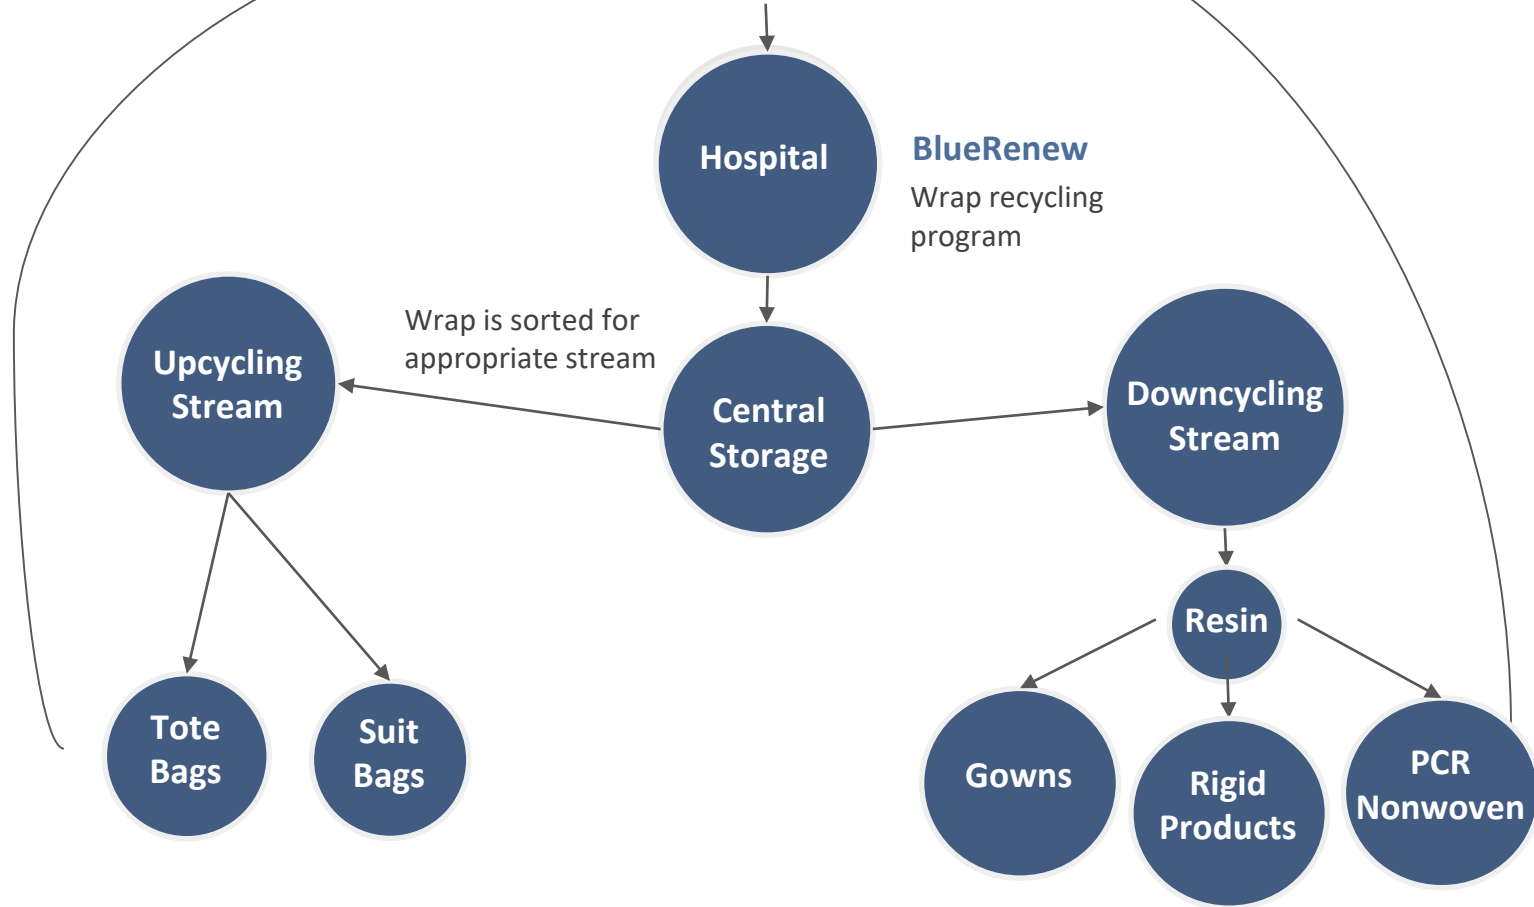 Hospital
BlueRenew
Wrap recycling
program
Wrap is sorted for
appropriate stream
Upcycling
Stream
Central
Storage
Downcycling
Stream
Resin
Tote
Bags
Suit
Bags
Gowns
Rigid
Products
PCR
Nonwoven